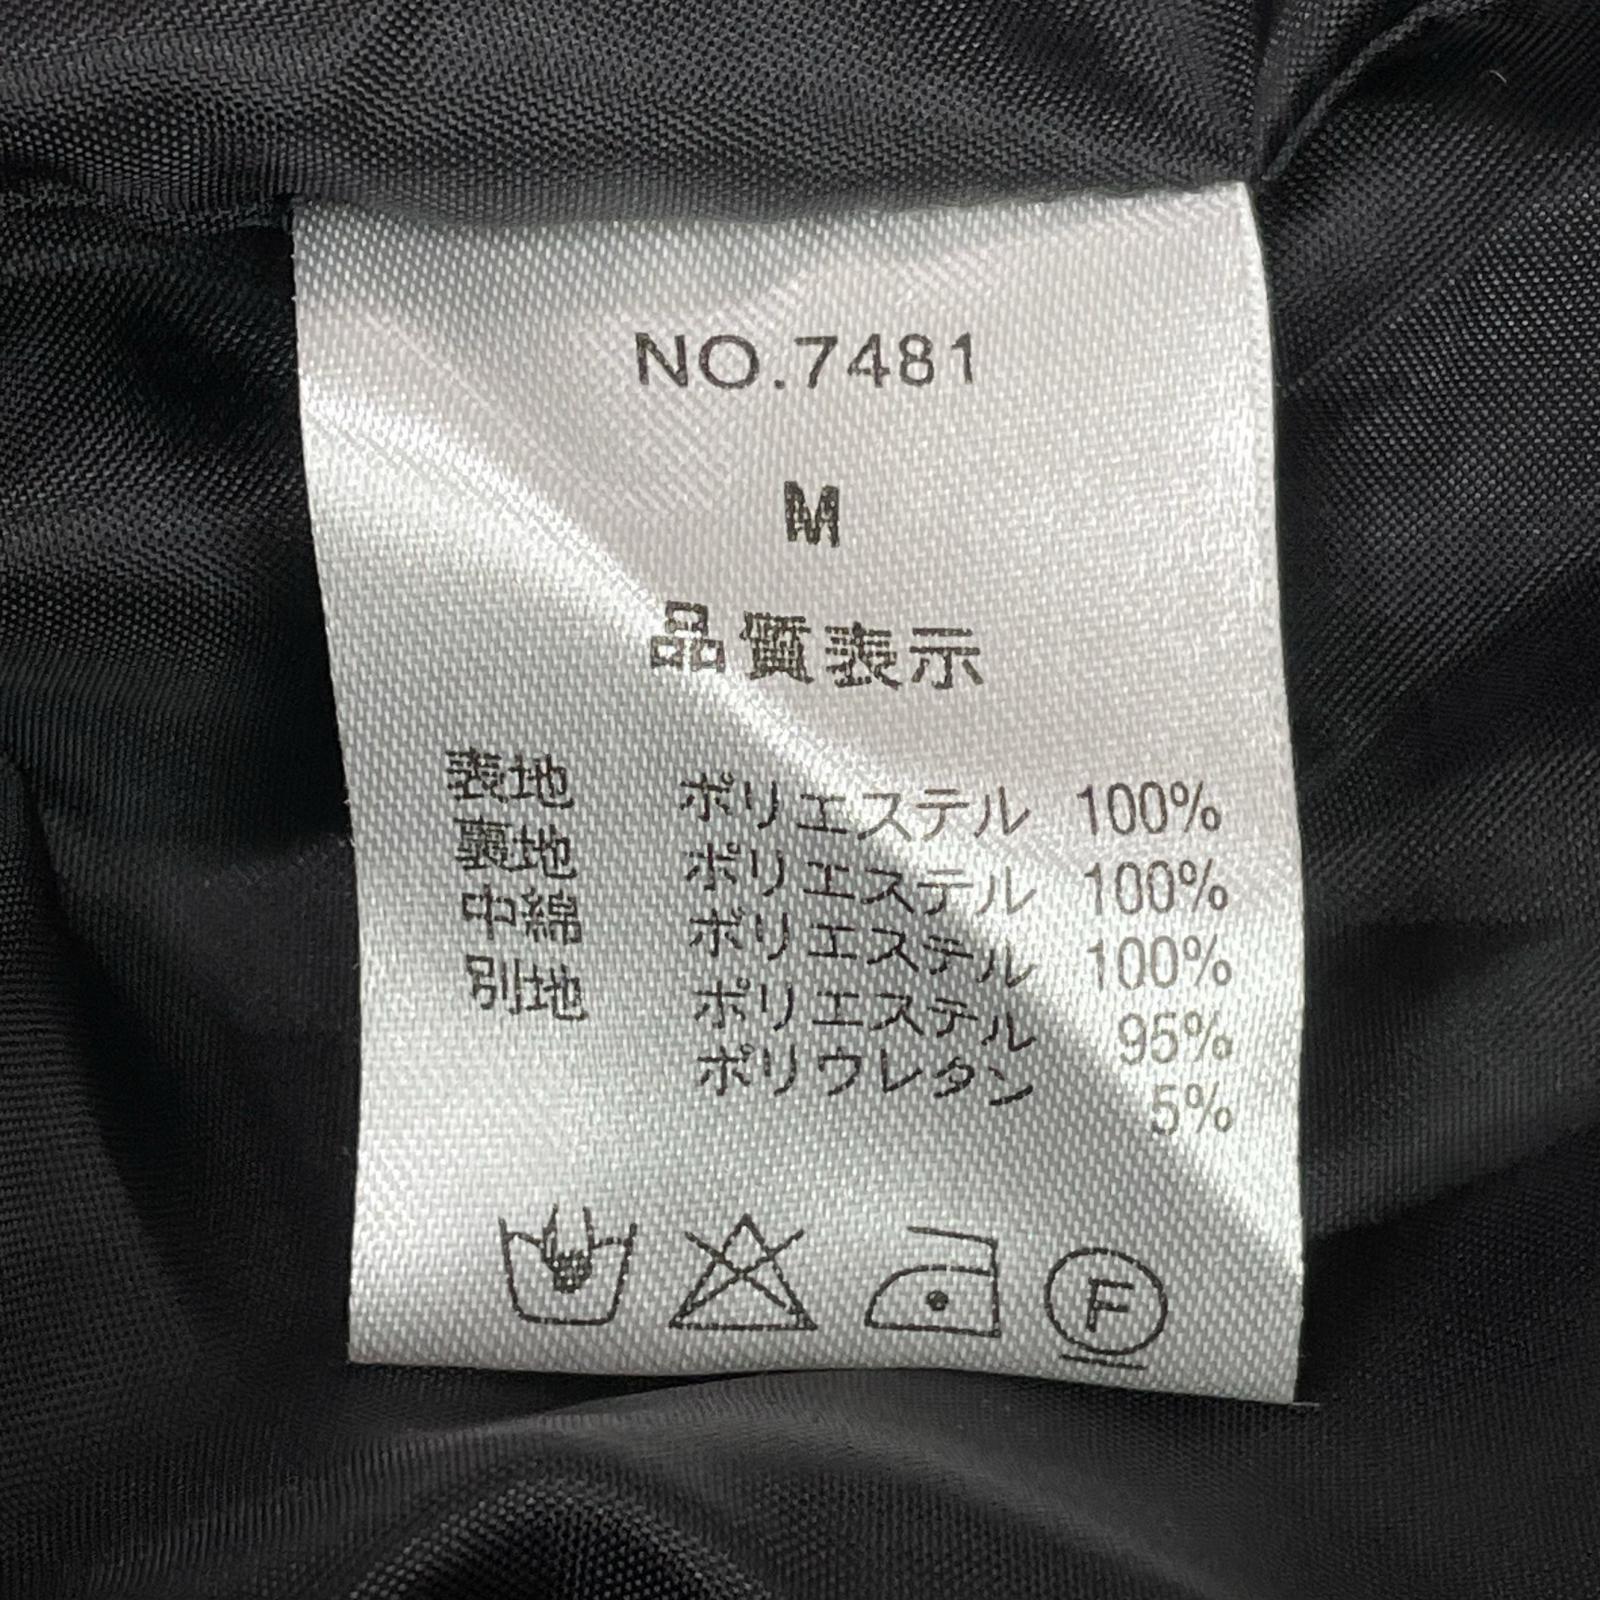 NO.7481
M
品質表示
表地 ポリエステル 100%
裏地 ポリエステル 100%
中綿 ポリエステル 100%
別地 ポリエステル 95%
ポリウレタン 5%
F